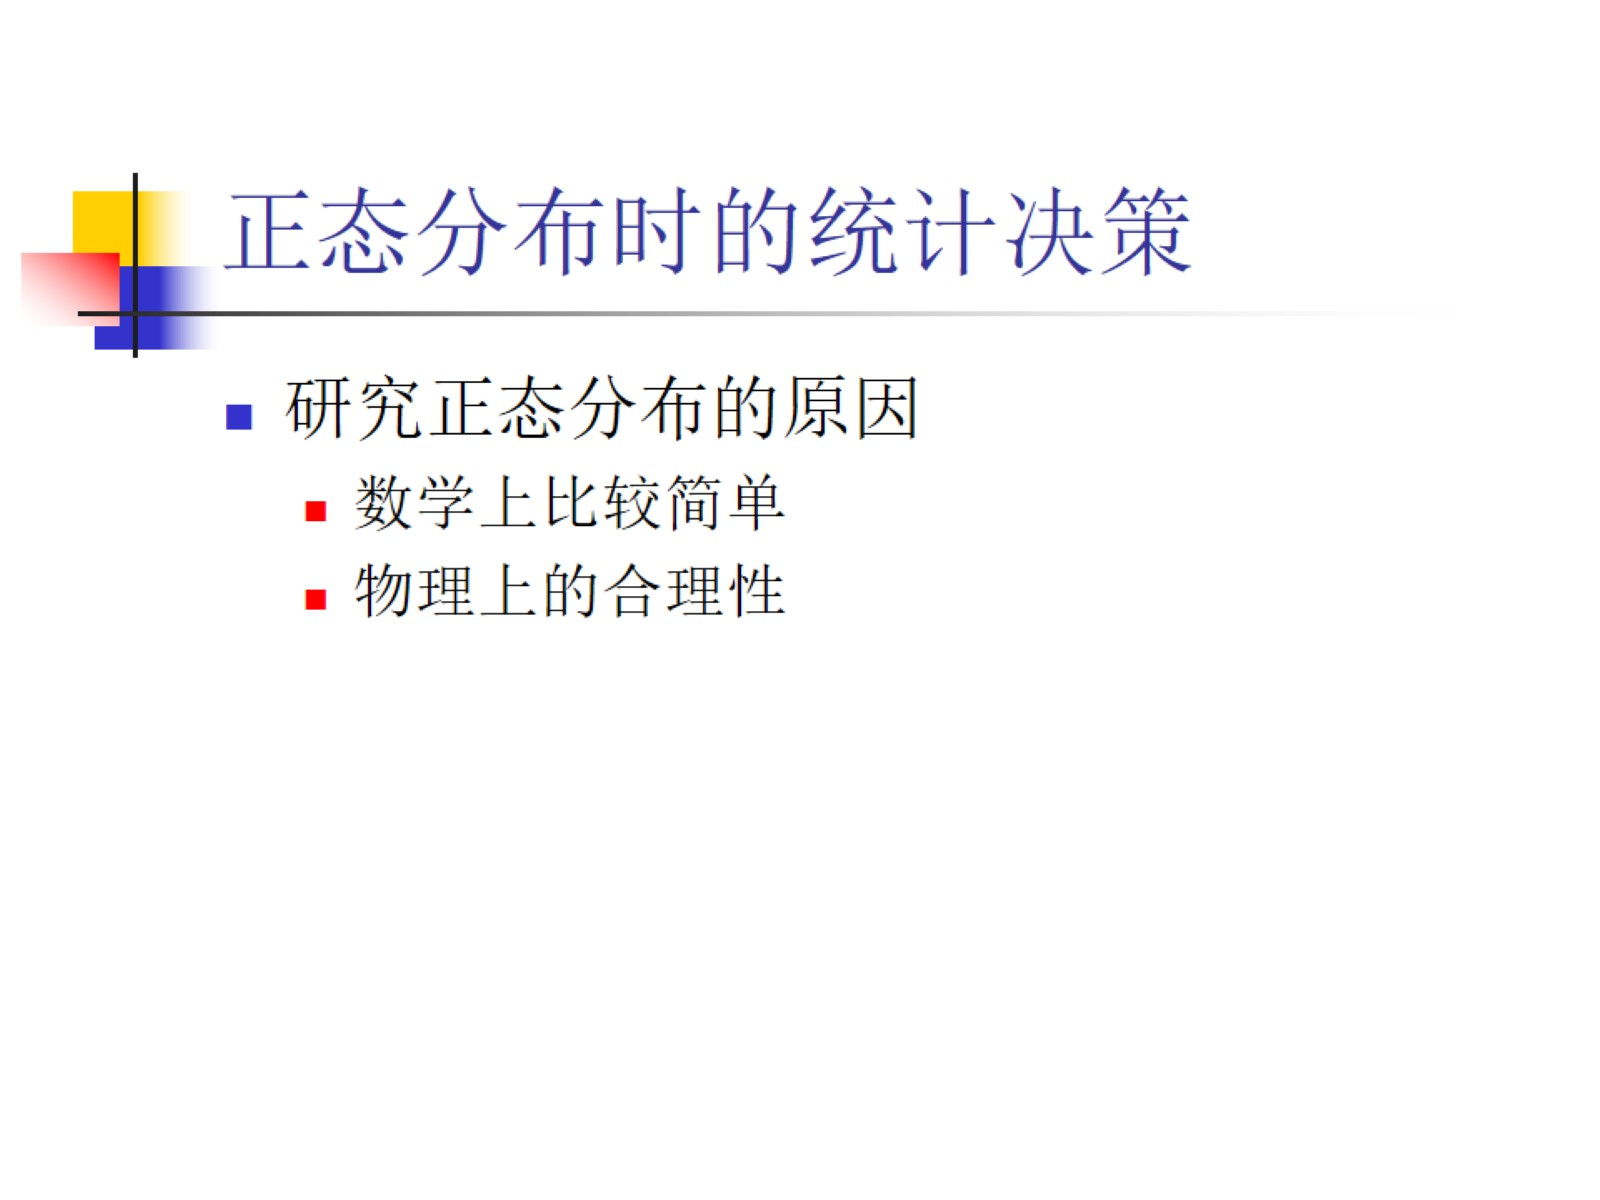 正态分布时的统计决策
研究正态分布的原因
数学上比较简单
物理上的合理性